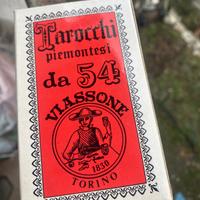 Tarocchi
piemontesi
da 54
VIASSONE
1850
TORINO